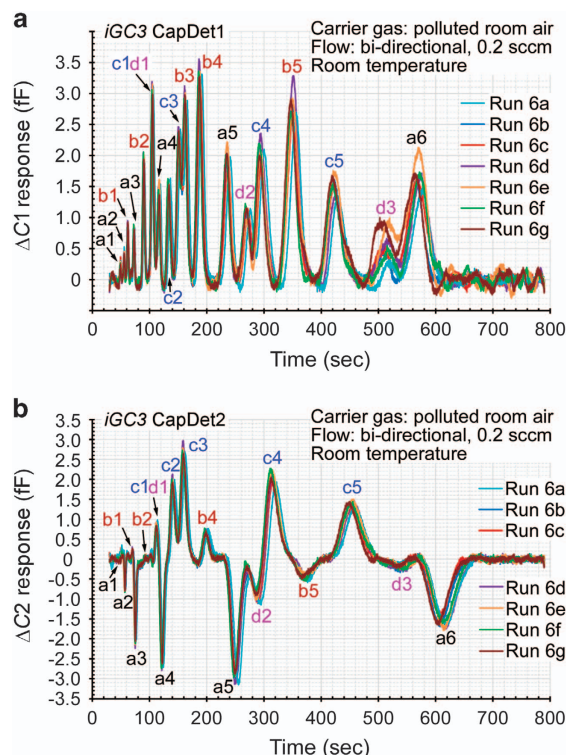 a
iGC3 CapDet1
Carrier gas: polluted room air
Flow: bi-directional, 0.2 sccm
Room temperature
ΔC1 response (fF)
3.5
3.0
2.5
2.0
1.5
1.0
0.5
0
-0.5
c1d1
b3
b4
b5
c3
a4
b2
a3
b1
a2
a1
c2
a5
d2
c4
c5
d3
a6
Run 6a
Run 6b
Run 6c
Run 6d
Run 6e
Run 6f
Run 6g
0 100 200 300 400 500 600 700 800
Time (sec)
b
iGC3 CapDet2
Carrier gas: polluted room air
Flow: bi-directional, 0.2 sccm
Room temperature
ΔC2 response (fF)
3.5
3.0
2.5
2.0
1.5
1.0
0.5
0
-0.5
-1.0
-1.5
-2.0
-2.5
-3.0
-3.5
c3
c2
c1d1
b1
b2
b4
c4
c5
a1
a2
a3
a4
a5
d2
b5
d3
a6
Run 6a
Run 6b
Run 6c
Run 6d
Run 6e
Run 6f
Run 6g
0 100 200 300 400 500 600 700 800
Time (sec)